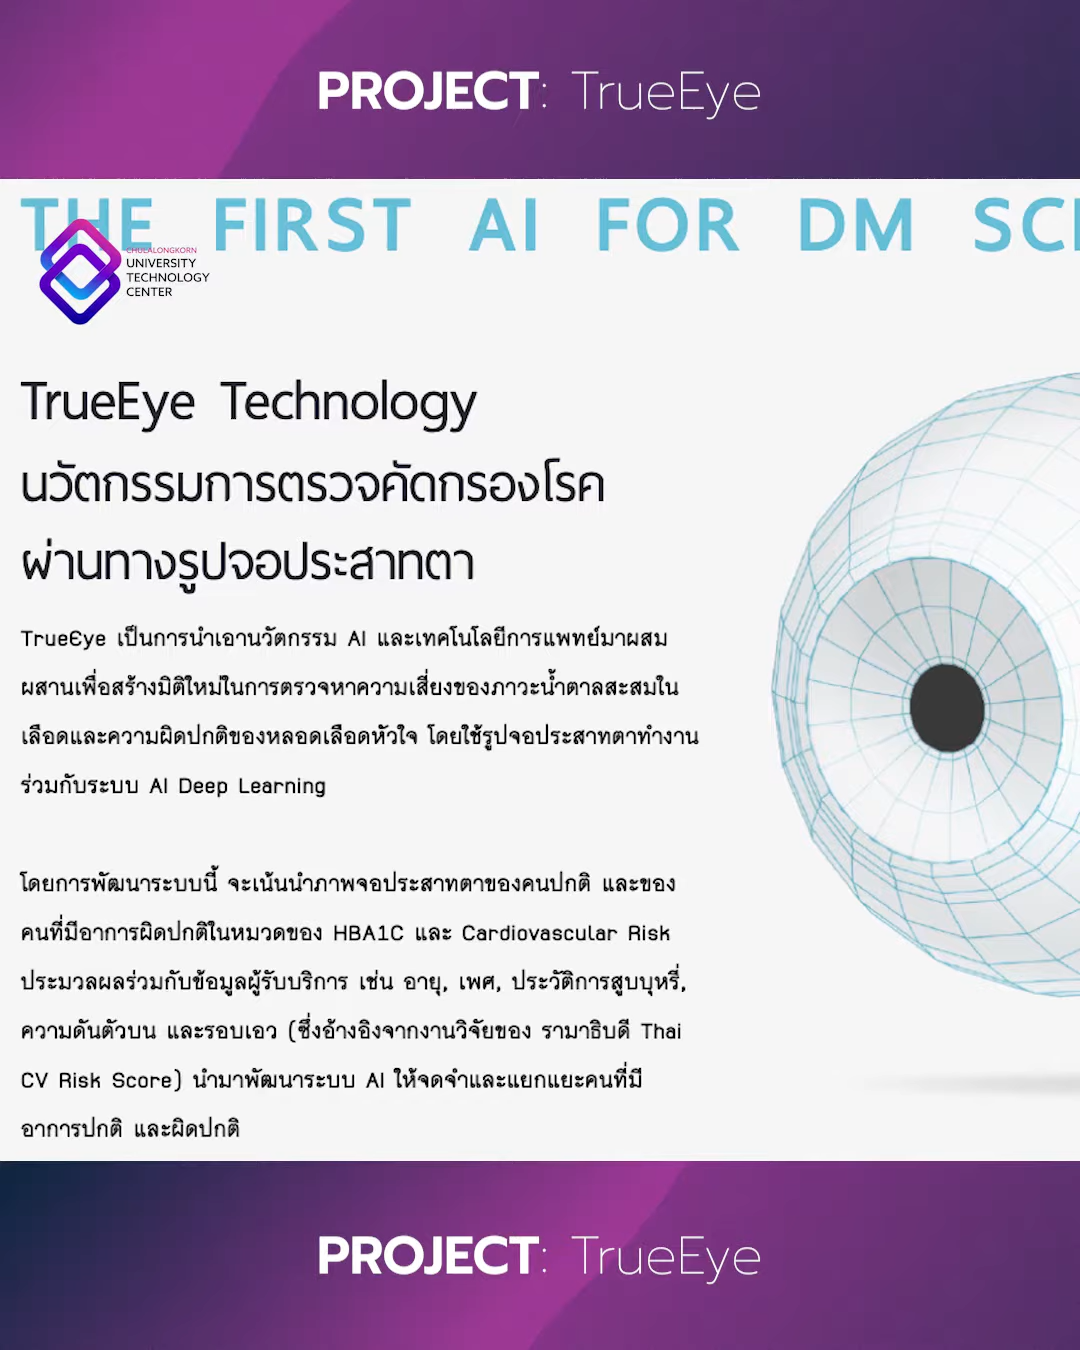 PROJECT: TrueEye
THE FIRST AI FOR DM
CHULALONGKORN
UNIVERSITY
TECHNOLOGY
CENTER
TrueEye Technology
นวัตกรรมการตรวจคัดกรองโรค
ผ่านทางรูปจอประสาทตา
TrueEye เป็นการนำเอานวัตกรรม AI และเทคโนโลยีการแพทย์มาผสม
ผสานเพื่อสร้างมิติใหม่ในการตรวจหาความเสี่ยงของภาวะน้ำตาลสะสมใน
เลือดและความผิดปกติของหลอดเลือดหัวใจ โดยใช้รูปจอประสาทตาทำงาน
ร่วมกับระบบ AI Deep Learning
โดยการพัฒนาระบบนี้ จะเน้นนำภาพจอประสาทตาของคนปกติ และของ
คนที่มีอาการผิดปกติในหมวดของ HBA1C และ Cardiovascular Risk
ประมวลผลร่วมกับข้อมูลผู้รับบริการ เช่น อายุ, เพศ, ประวัติการสูบบุหรี่,
ความดันตัวบน และรอบเอว (ซึ่งอ้างอิงจากงานวิจัยของ รามาธิบดี Thai
CV Risk Score) นำมาพัฒนาระบบ AI ให้จดจำและแยกแยะคนที่มี
อาการปกติ และผิดปกติ
PROJECT: TrueEye